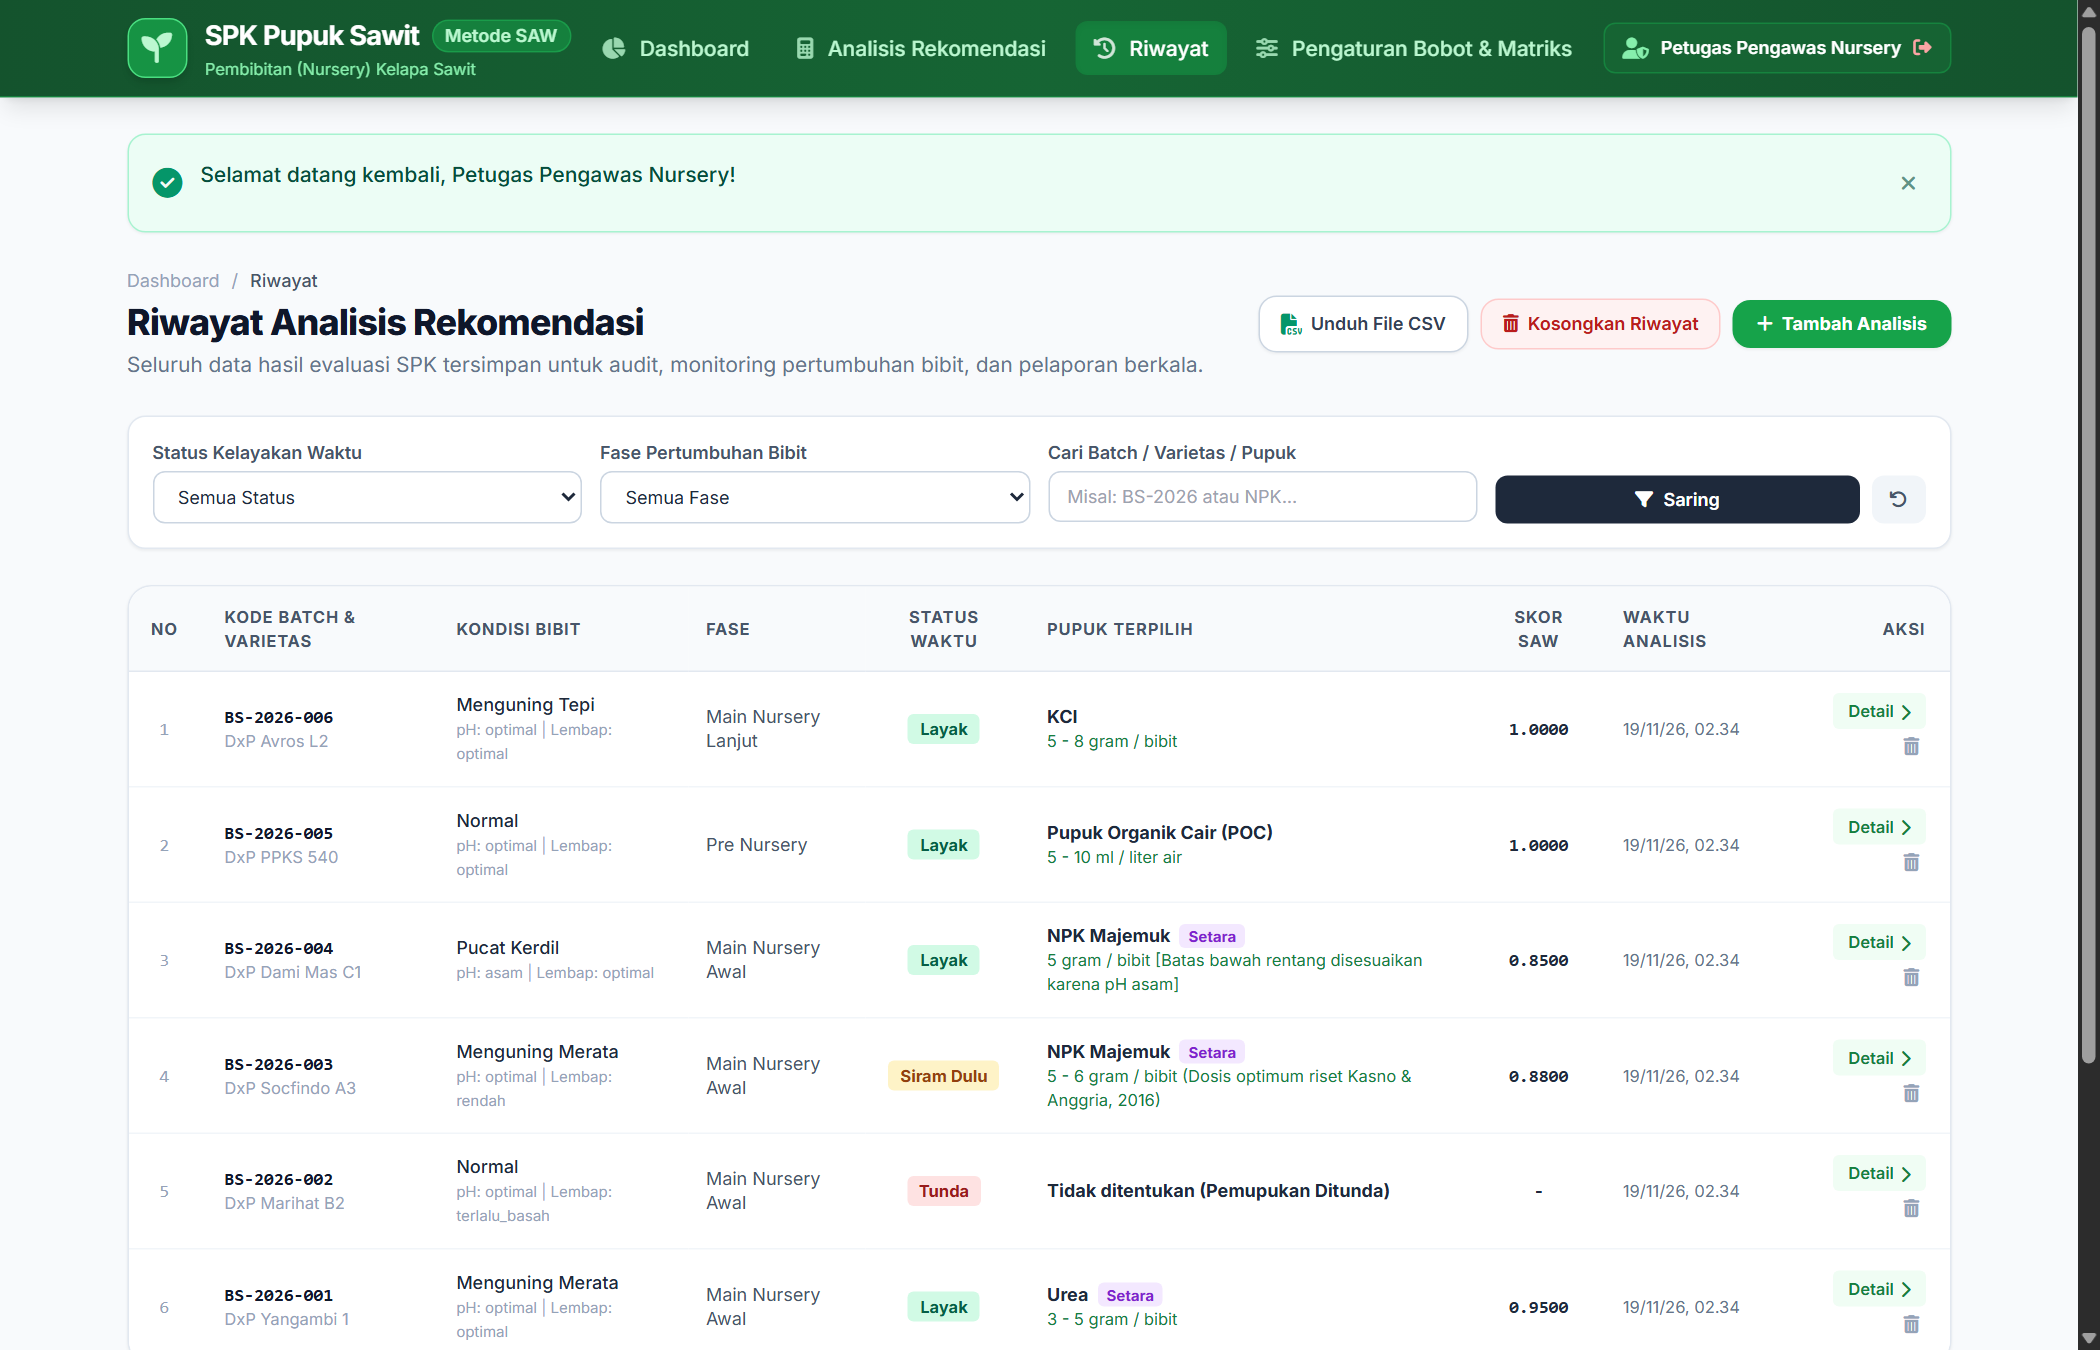 SPK Pupuk Sawit
Metode SAW
Pembibitan (Nursery) Kelapa Sawit
Dashboard
Analisis Rekomendasi
Riwayat
Pengaturan Bobot & Matriks
Petugas Pengawas Nursery
Selamat datang kembali, Petugas Pengawas Nursery!
Dashboard / Riwayat
Riwayat Analisis Rekomendasi
Seluruh data hasil evaluasi SPK tersimpan untuk audit, monitoring pertumbuhan bibit, dan pelaporan berkala.
CSV
Unduh File CSV
Kosongkan Riwayat
Tambah Analisis
Status Kelayakan Waktu
Semua Status
Fase Pertumbuhan Bibit
Semua Fase
Cari Batch / Varietas / Pupuk
Misal: BS-2026 atau NPK...
Saring
NO
KODE BATCH &
VARIETAS
KONDISI BIBIT
FASE
STATUS
WAKTU
PUPUK TERPILIH
SKOR
SAW
WAKTU
ANALISIS
AKSI
1
BS-2026-006
DxP Avros L2
Menguning Tepi
pH: optimal | Lembap:
optimal
Main Nursery
Lanjut
Layak
KCl
5 - 8 gram / bibit
1.0000
19/11/26, 02.34
Detail
2
BS-2026-005
DxP PPKS 540
Normal
pH: optimal | Lembap:
optimal
Pre Nursery
Layak
Pupuk Organik Cair (POC)
5 - 10 ml / liter air
1.0000
19/11/26, 02.34
Detail
3
BS-2026-004
DxP Dami Mas C1
Pucat Kerdil
pH: asam | Lembap: optimal
Main Nursery
Awal
Layak
NPK Majemuk Setara
5 gram / bibit [Batas bawah rentang disesuaikan
karena pH asam]
0.8500
19/11/26, 02.34
Detail
4
BS-2026-003
DxP Socfindo A3
Menguning Merata
pH: optimal | Lembap:
rendah
Main Nursery
Awal
Siram Dulu
NPK Majemuk Setara
5 - 6 gram / bibit (Dosis optimum riset Kasno &
Anggria, 2016)
0.8800
19/11/26, 02.34
Detail
5
BS-2026-002
DxP Marihat B2
Normal
pH: optimal | Lembap:
terlalu_basah
Main Nursery
Awal
Tunda
Tidak ditentukan (Pemupukan Ditunda)
-
19/11/26, 02.34
Detail
6
BS-2026-001
DxP Yangambi 1
Menguning Merata
pH: optimal | Lembap:
optimal
Main Nursery
Awal
Layak
Urea Setara
3 - 5 gram / bibit
0.9500
19/11/26, 02.34
Detail